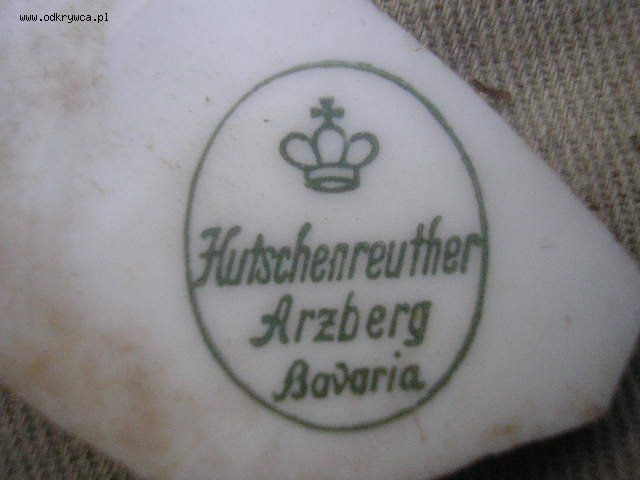 www.odkrywca.pl
Hutschenreuther
Arzberg
Bavaria